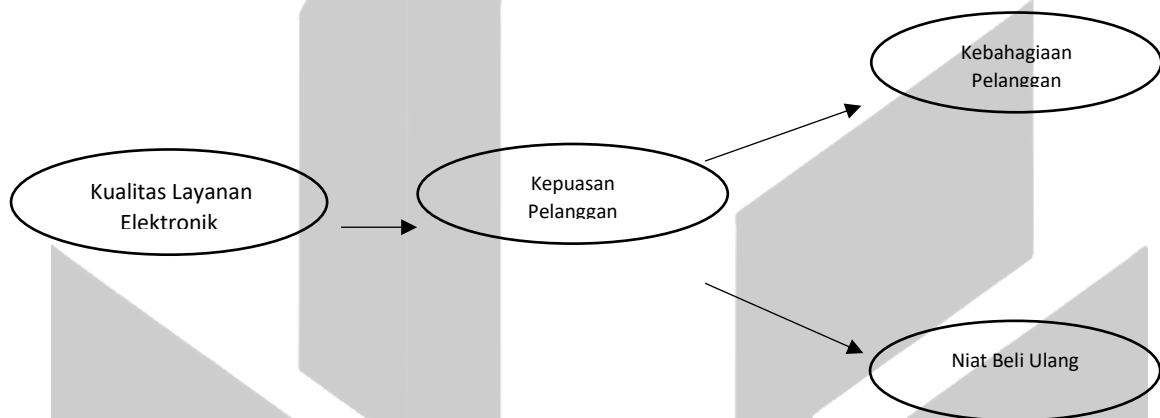 Kualitas Layanan
Elektronik
Kepuasan
Pelanggan
Kebahagiaan
Pelanggan
Niat Beli Ulang